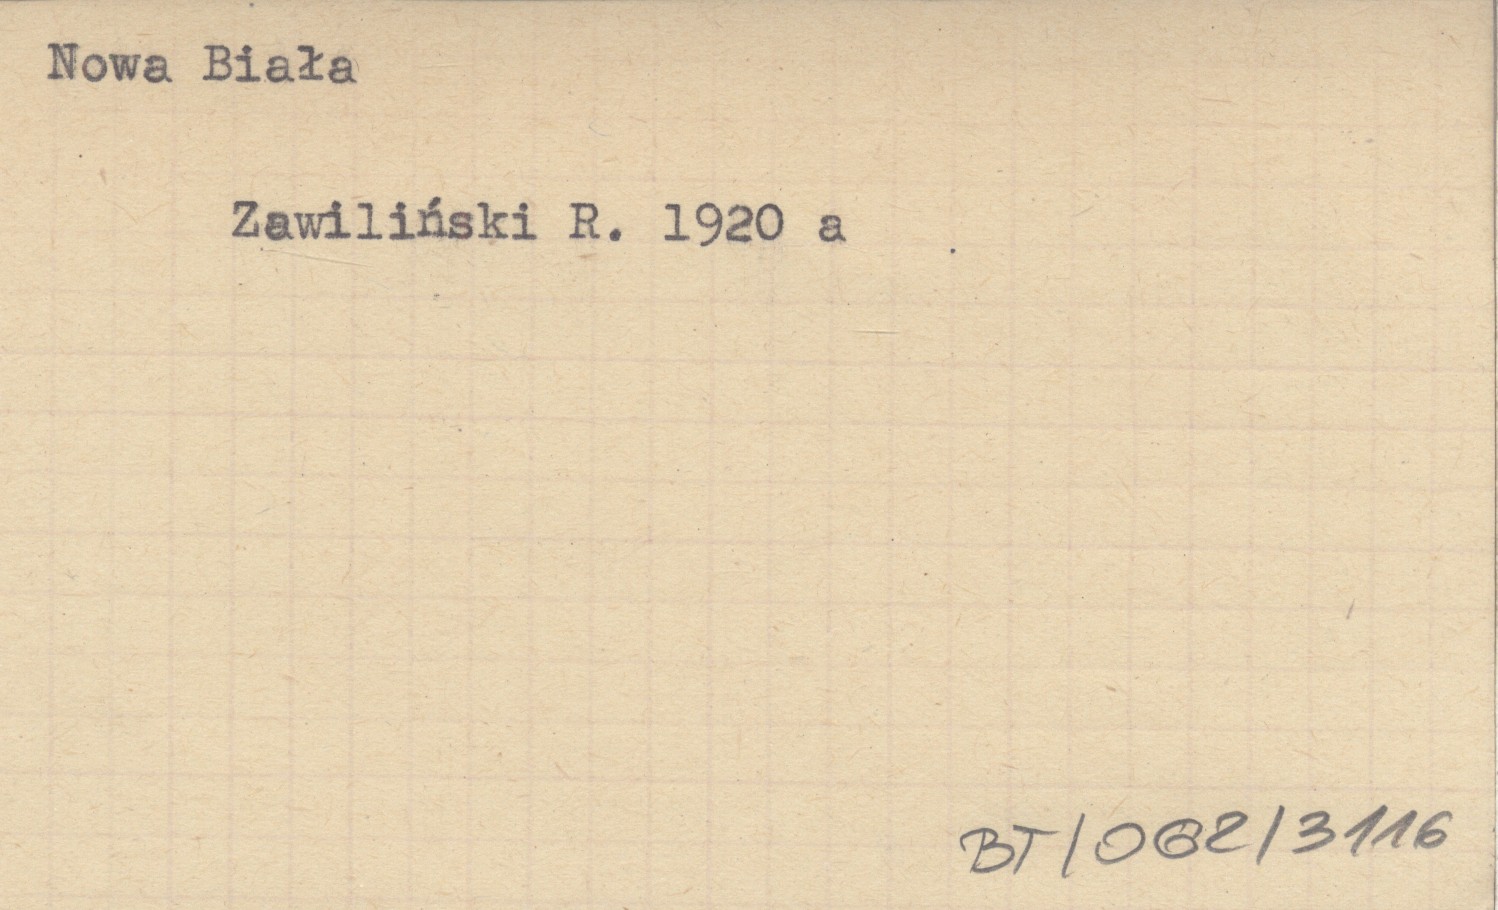 Nowa Biała
Zawiliński R. 1920 a
BT/062/3116